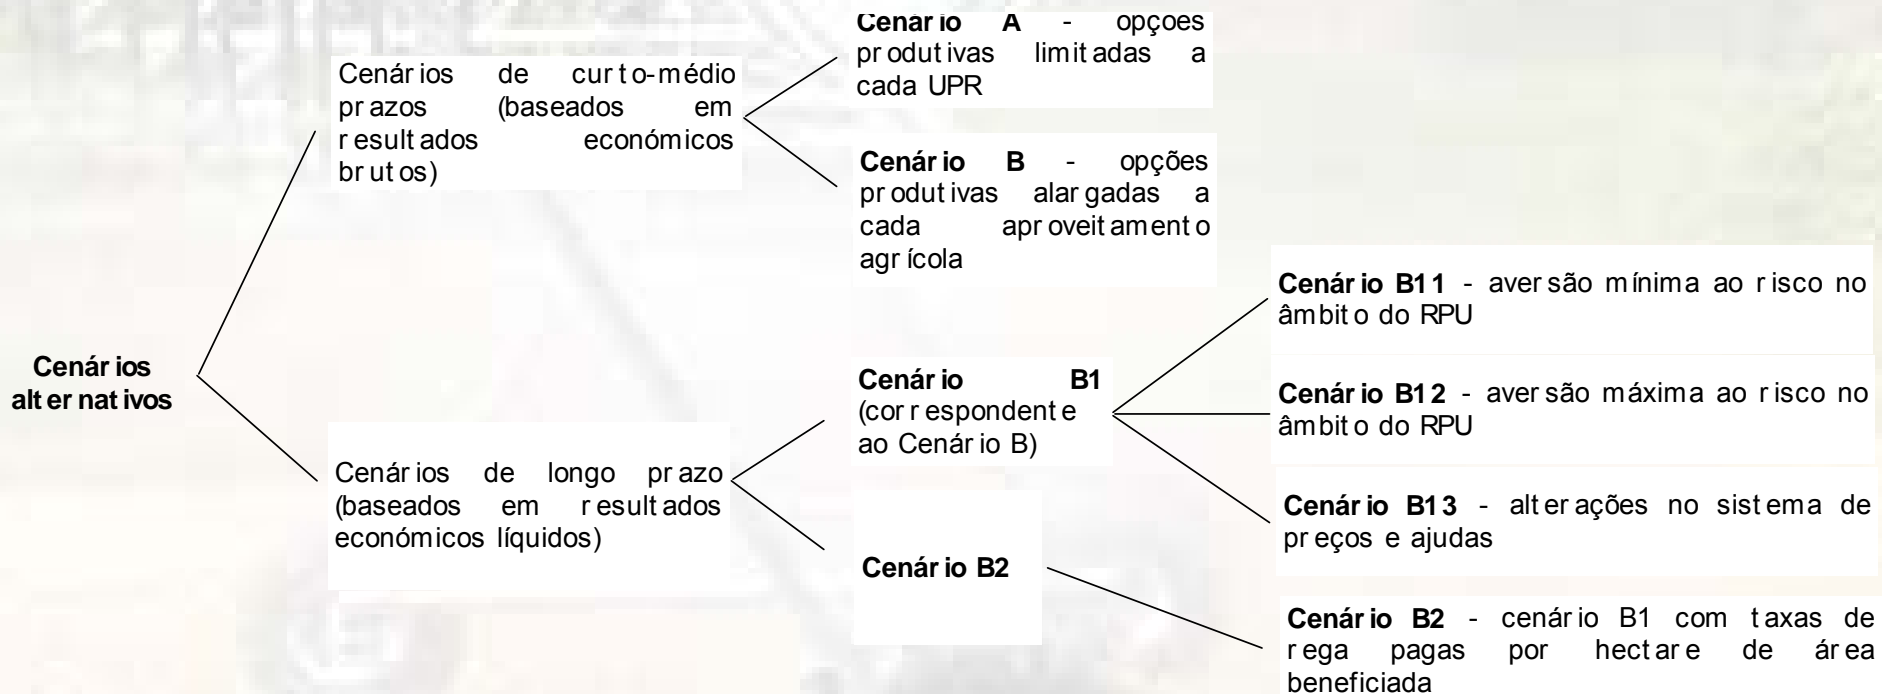 Cenários
alternativos
Cenários de curto-médio
prazos (baseados em
resultados económicos
brutos)
Cenário A - opções
produtivas limitadas a
cada UPR
Cenário B - opções
produtivas alargadas a
cada aproveitamento
agrícola
Cenários de longo prazo
(baseados em resultados
económicos líquidos)
Cenário B1
(correspondente
ao Cenário B)
Cenário B11 - aversão mínima ao risco no
âmbito do RPU
Cenário B12 - aversão máxima ao risco no
âmbito do RPU
Cenário B13 - alterações no sistema de
preços e ajudas
Cenário B2
Cenário B2 - cenário B1 com taxas de
rega pagas por hectare de área
beneficiada